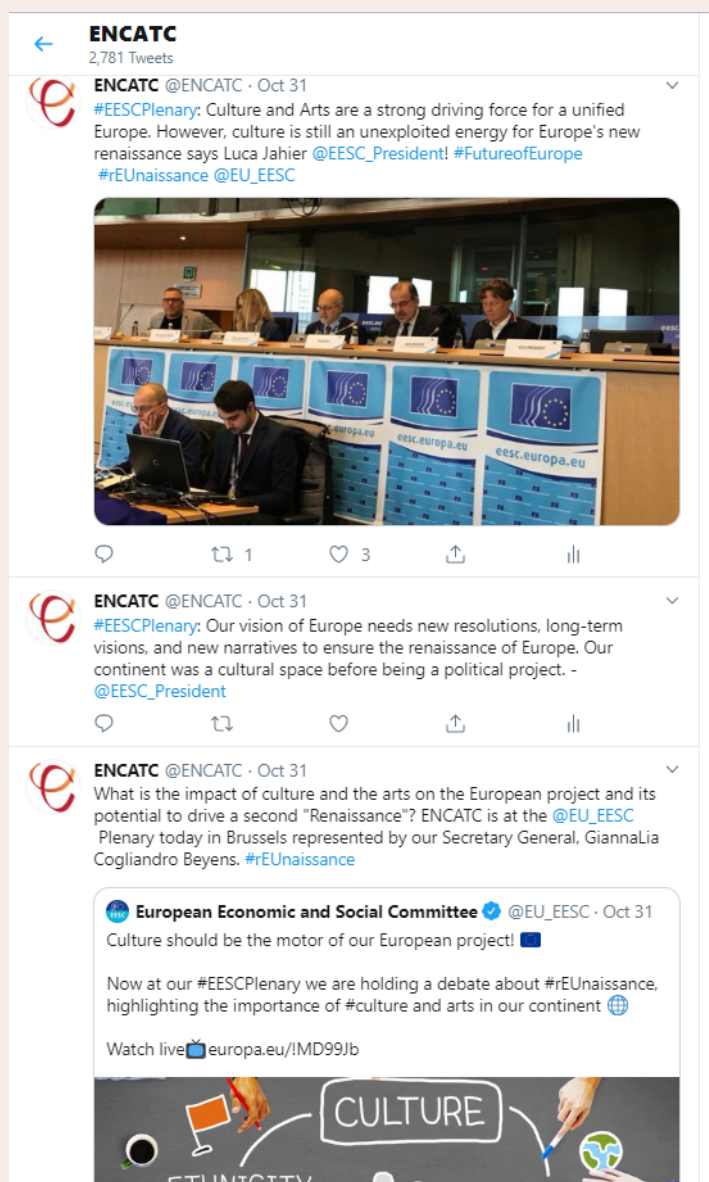 ENCATC
2,781 Tweets
ENCATC @ENCATC · Oct 31
#EESCPlenary: Culture and Arts are a strong driving force for a unified
Europe. However, culture is still an unexploited energy for Europe's new
renaissance says Luca Jahier @EESC_President! #FutureofEurope
#rEUnaissance @EU_EESC
eesc.europa.eu
eesc.europa.eu
1 3
ENCATC @ENCATC · Oct 31
#EESCPlenary: Our vision of Europe needs new resolutions, long-term
visions, and new narratives to ensure the renaissance of Europe. Our
continent was a cultural space before being a political project. -
@EESC_President
ENCATC @ENCATC · Oct 31
What is the impact of culture and the arts on the European project and its
potential to drive a second "Renaissance"? ENCATC is at the @EU_EESC
Plenary today in Brussels represented by our Secretary General, GiannaLia
Cogliandro Beyens. #rEUnaissance
European Economic and Social Committee @EU_EESC · Oct 31
Culture should be the motor of our European project!
Now at our #EESCPlenary we are holding a debate about #rEUnaissance,
highlighting the importance of #culture and arts in our continent
Watch live europa.eu/!MD99Jb
CULTURE
ETHNICITY